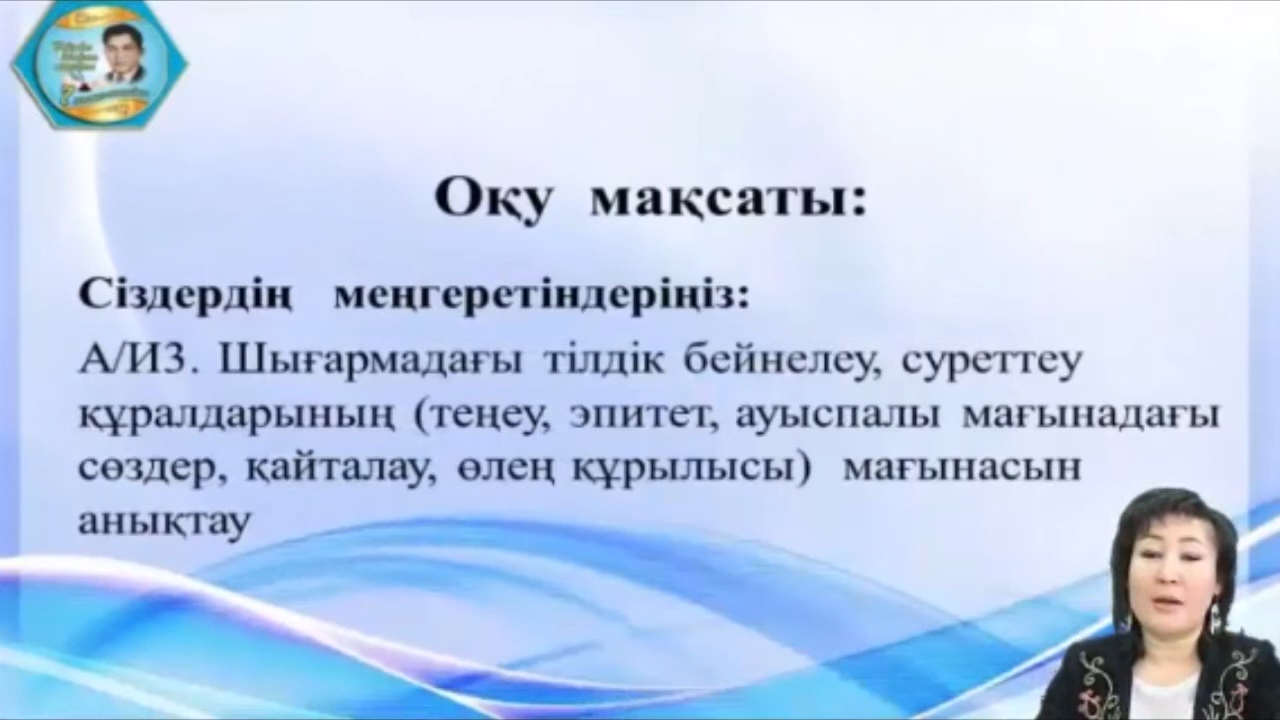 Оқу мақсаты:
Сіздердің меңгеретіндеріңіз:
А/И3. Шығармадағы тілдік бейнелеу, суреттеу
құралдарының (теңеу, эпитет, ауыспалы мағынадағы
сөздер, қайталау, өлең құрылысы) мағынасын
анықтау